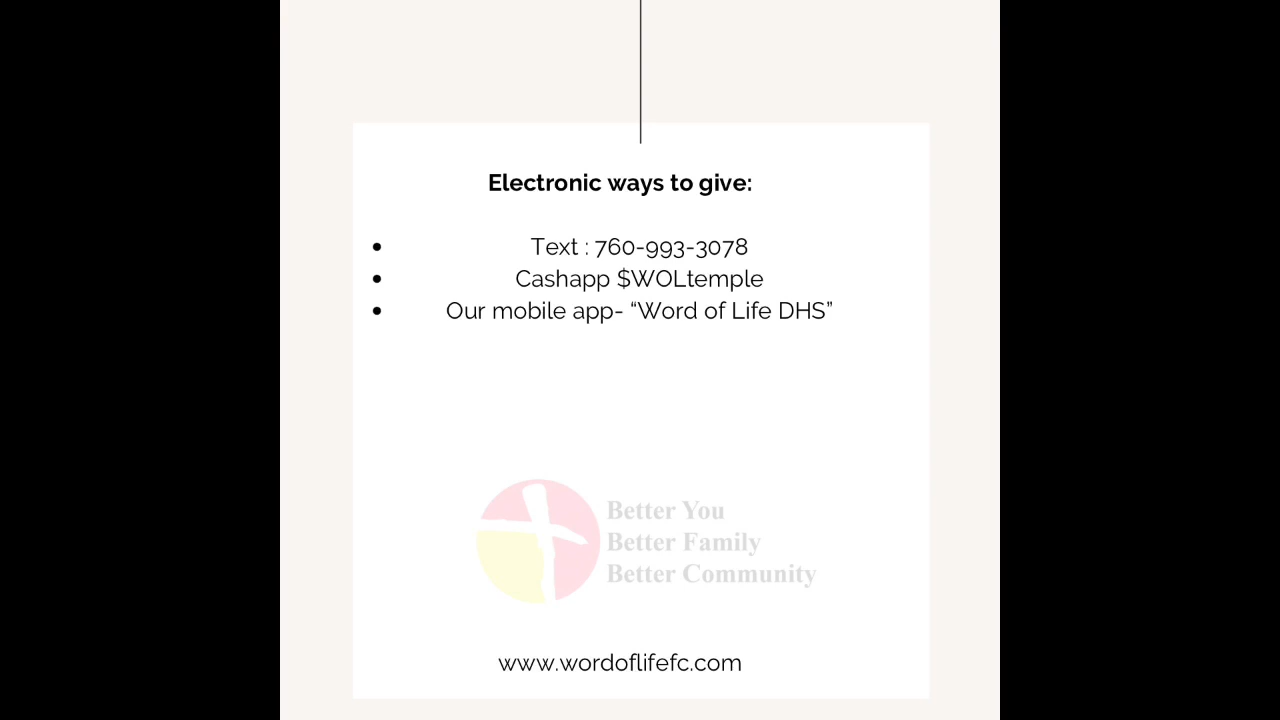 Electronic ways to give:
• Text : 760-993-3078
• Cashapp $WOLtemple
• Our mobile app- “Word of Life DHS”
Better You
Better Family
Better Community
www.wordoflifefc.com